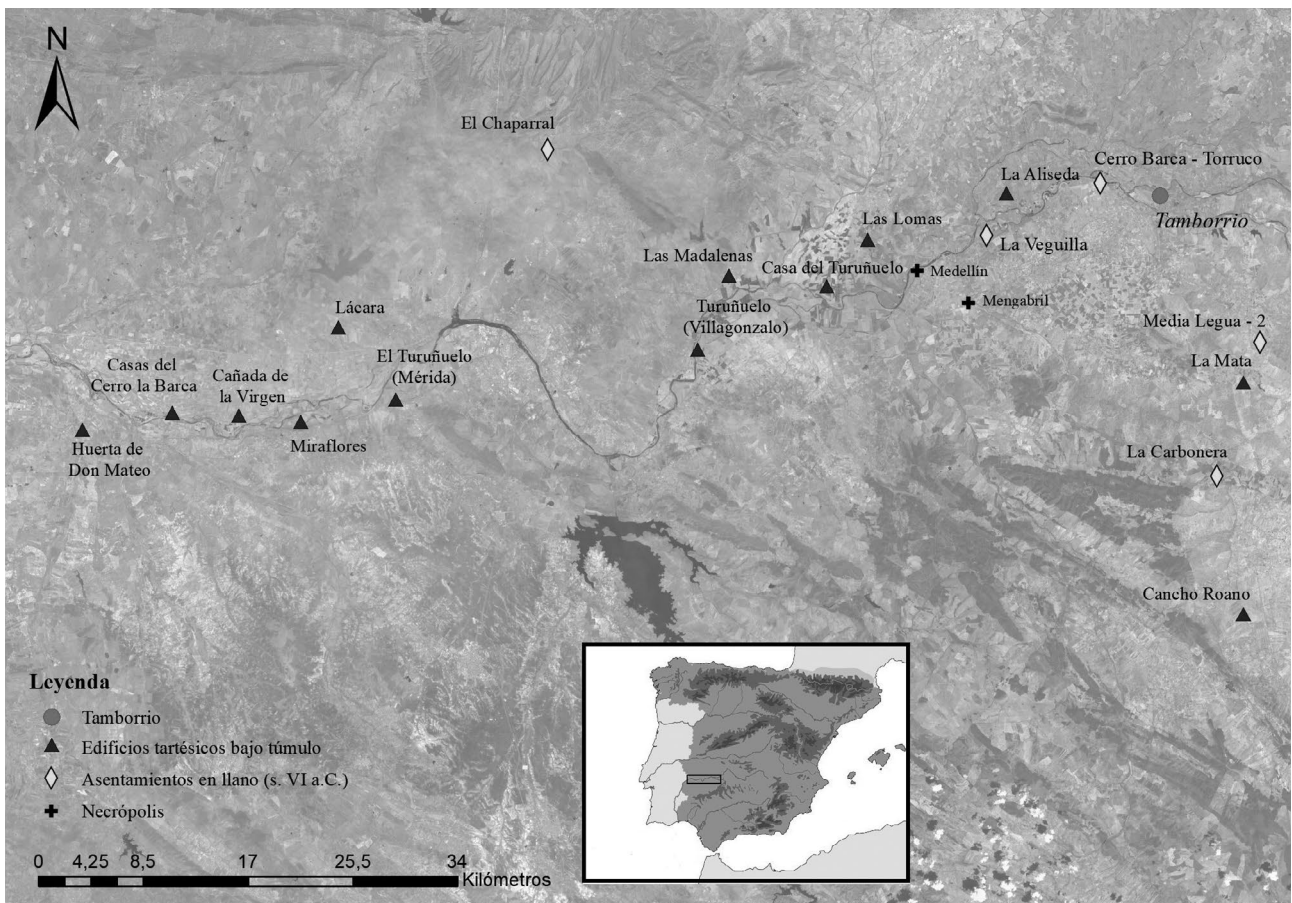 N
El Chaparral
Cerro Barca - Torruco
La Aliseda
Tamborrio
Las Lomas
La Veguilla
Las Madalenas
Casa del Turuñuelo
Medellín
Mengabril
Lácara
Turuñuelo
(Villagonzalo)
Media Legua - 2
La Mata
Casas del
Cerro la Barca
Cañada de
la Virgen
El Turuñuelo
(Mérida)
Miraflores
Huerta de
Don Mateo
La Carbonera
Cancho Roano
Leyenda
Tamborrio
Edificios tartésicos bajo túmulo
Asentamientos en llano (s. VI a.C.)
Necrópolis
0 4,25 8,5 17 25,5 34
Kilómetros